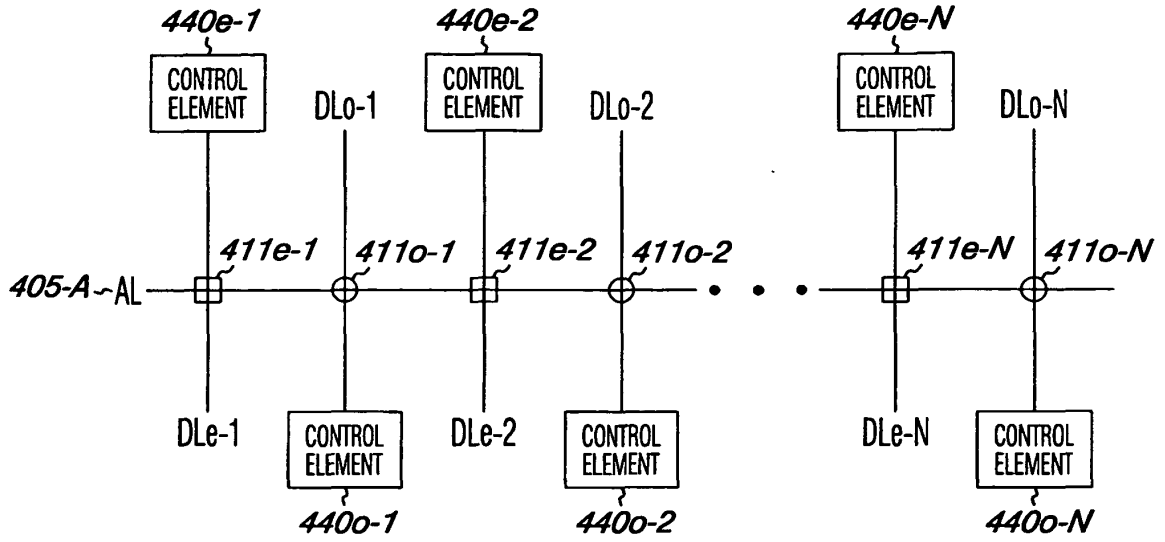 440e-1 440e-2 440e-N
CONTROL ELEMENT CONTROL ELEMENT CONTROL ELEMENT
DLo-1 DLo-2 DLo-N
411e-1 411o-1 411e-2 411o-2 411e-N 411o-N
405-A AL
DLe-1 DLe-2 DLe-N
CONTROL ELEMENT CONTROL ELEMENT CONTROL ELEMENT
440o-1 440o-2 440o-N